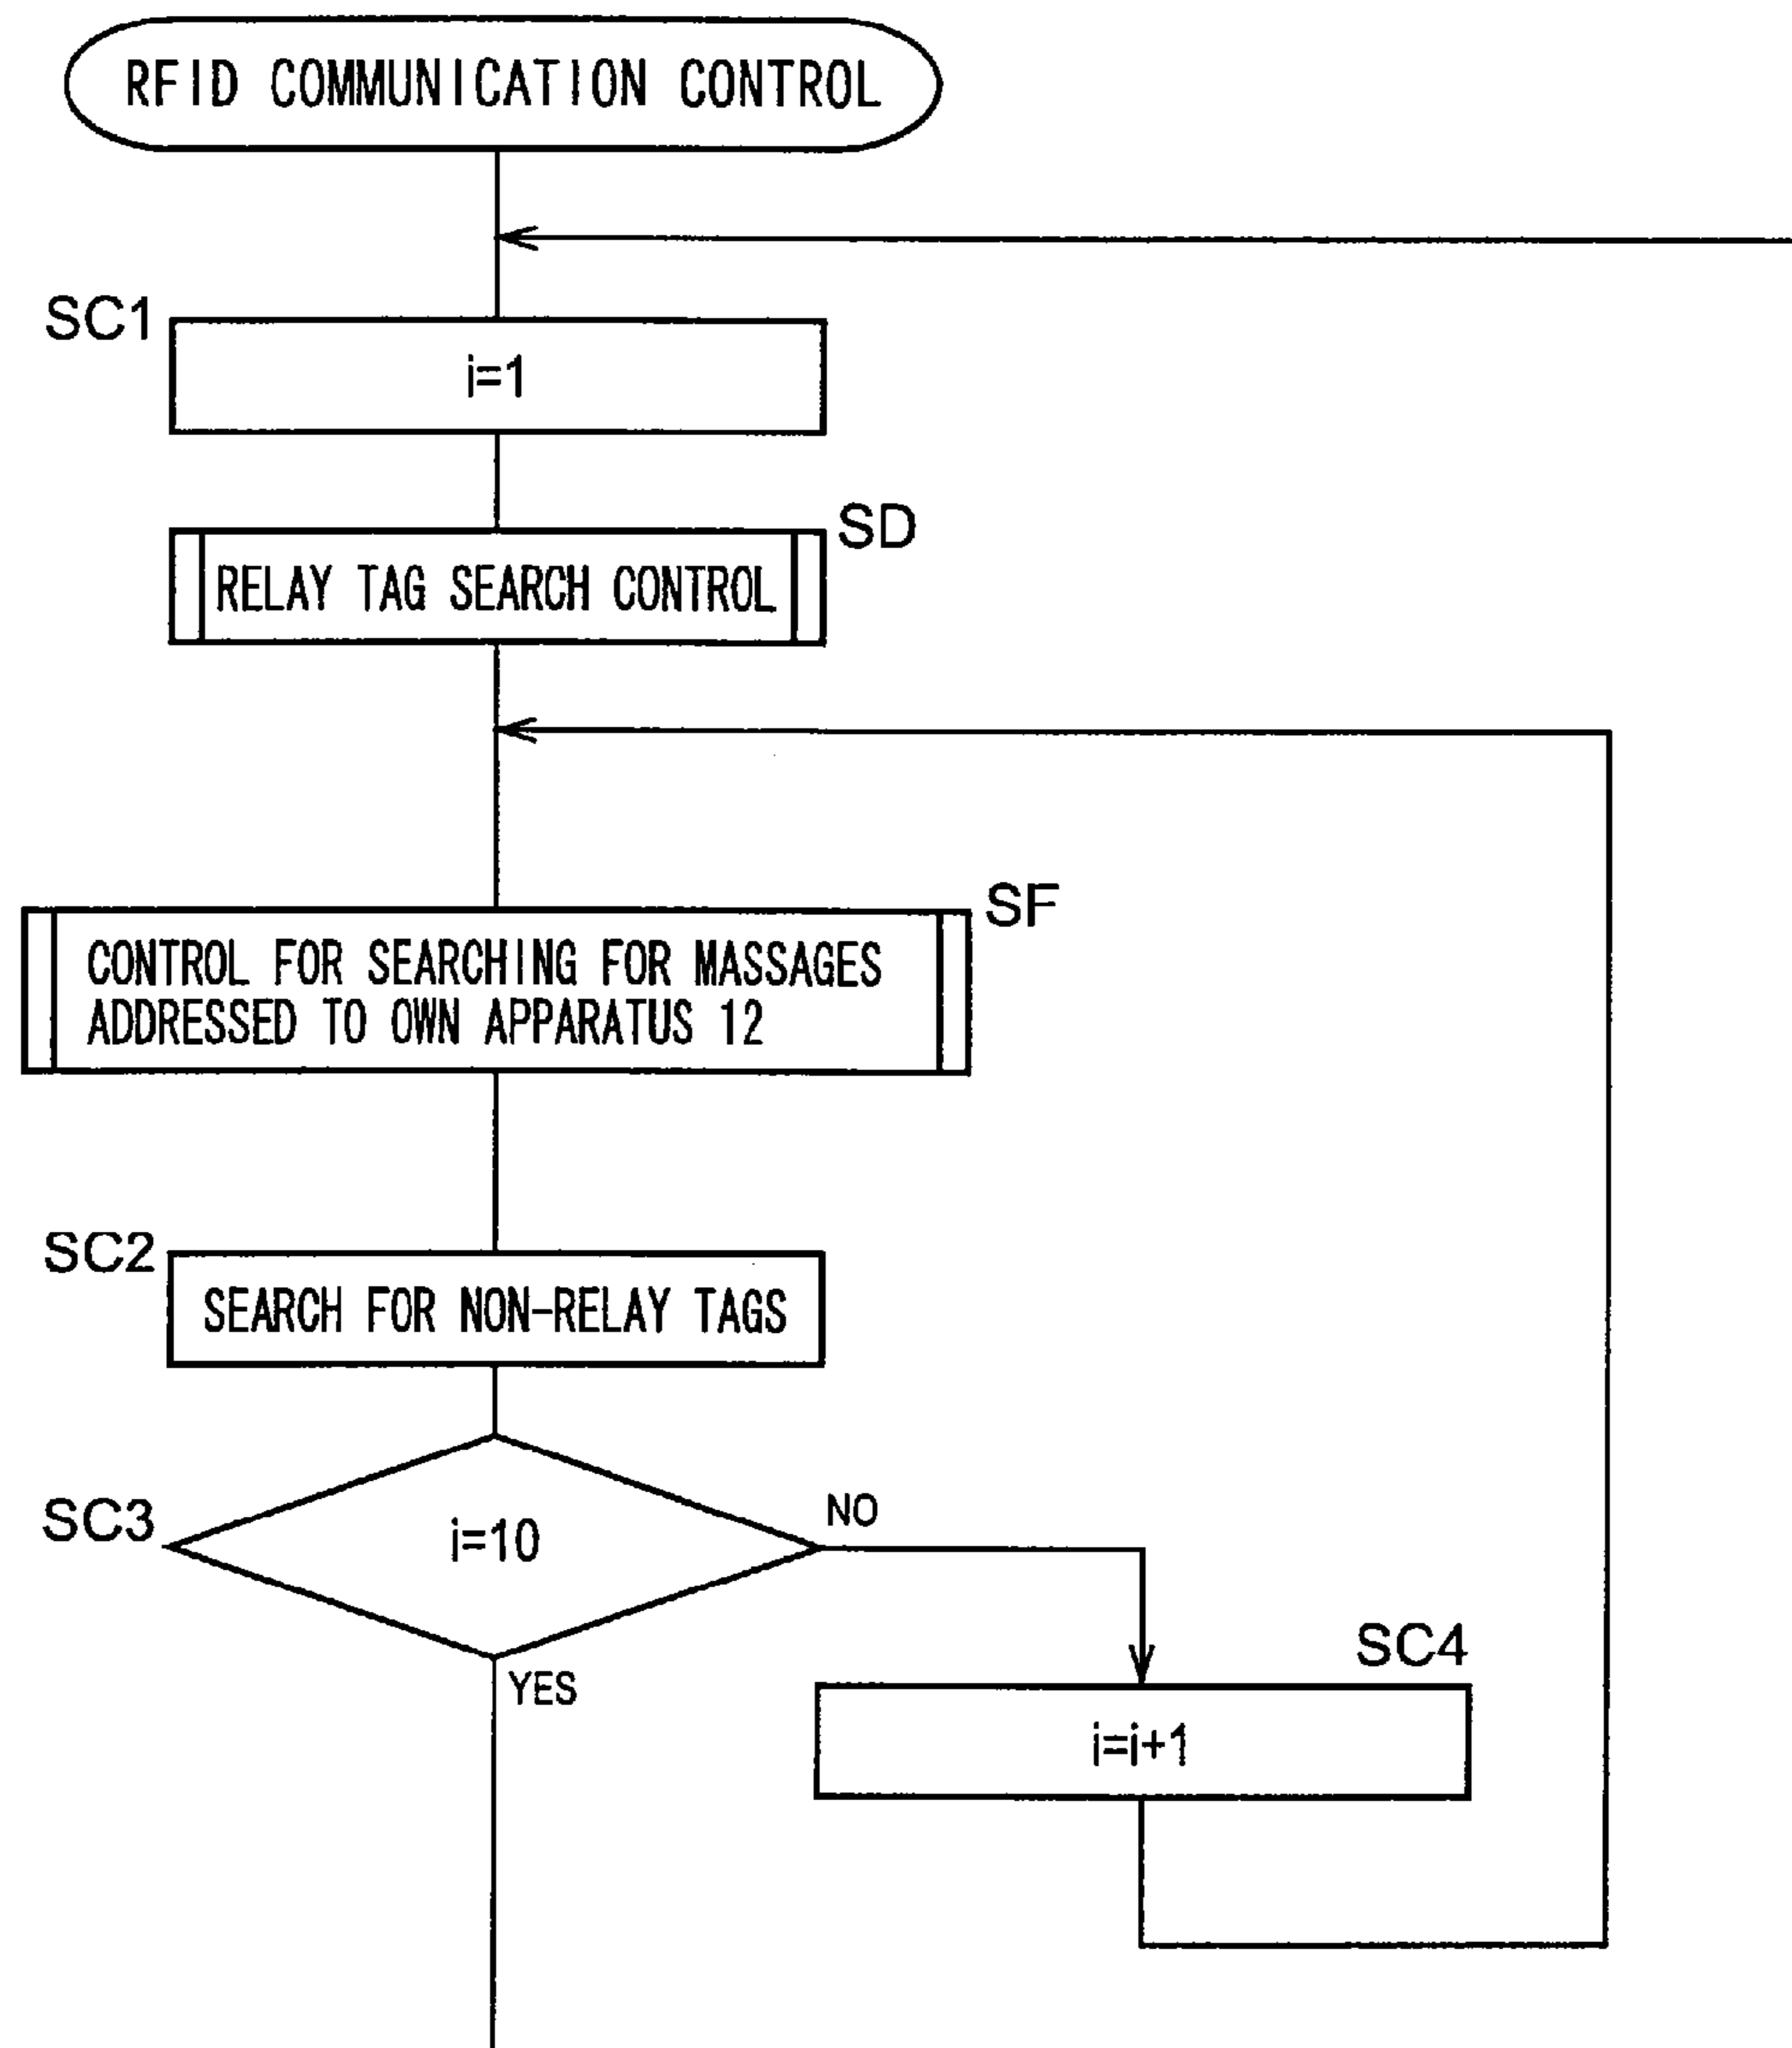 RFID COMMUNICATION CONTROL
SC1
i=1
SD
RELAY TAG SEARCH CONTROL
SF
CONTROL FOR SEARCHING FOR MASSAGES
ADDRESSED TO OWN APPARATUS 12
SC2
SEARCH FOR NON-RELAY TAGS
SC3
i=10
NO
YES
SC4
i=i+1